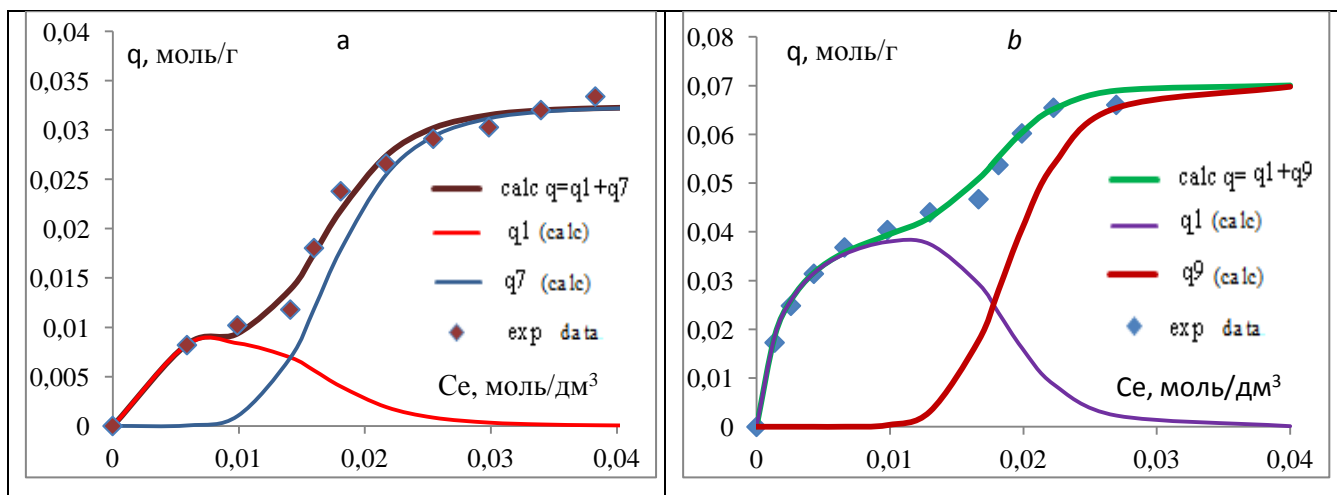 a
q, моль/г
0,04
0,035
0,03
0,025
0,02
0,015
0,01
0,005
0
calc q=q1+q7
q1 (calc)
q7 (calc)
exp data
Ce, моль/дм³
0 0,01 0,02 0,03 0,04
b
q, моль/г
0,08
0,07
0,06
0,05
0,04
0,03
0,02
0,01
0,00
calc q= q1+q9
q1 (calc)
q9 (calc)
exp data
Ce, моль/дм³
0 0,01 0,02 0,03 0,04